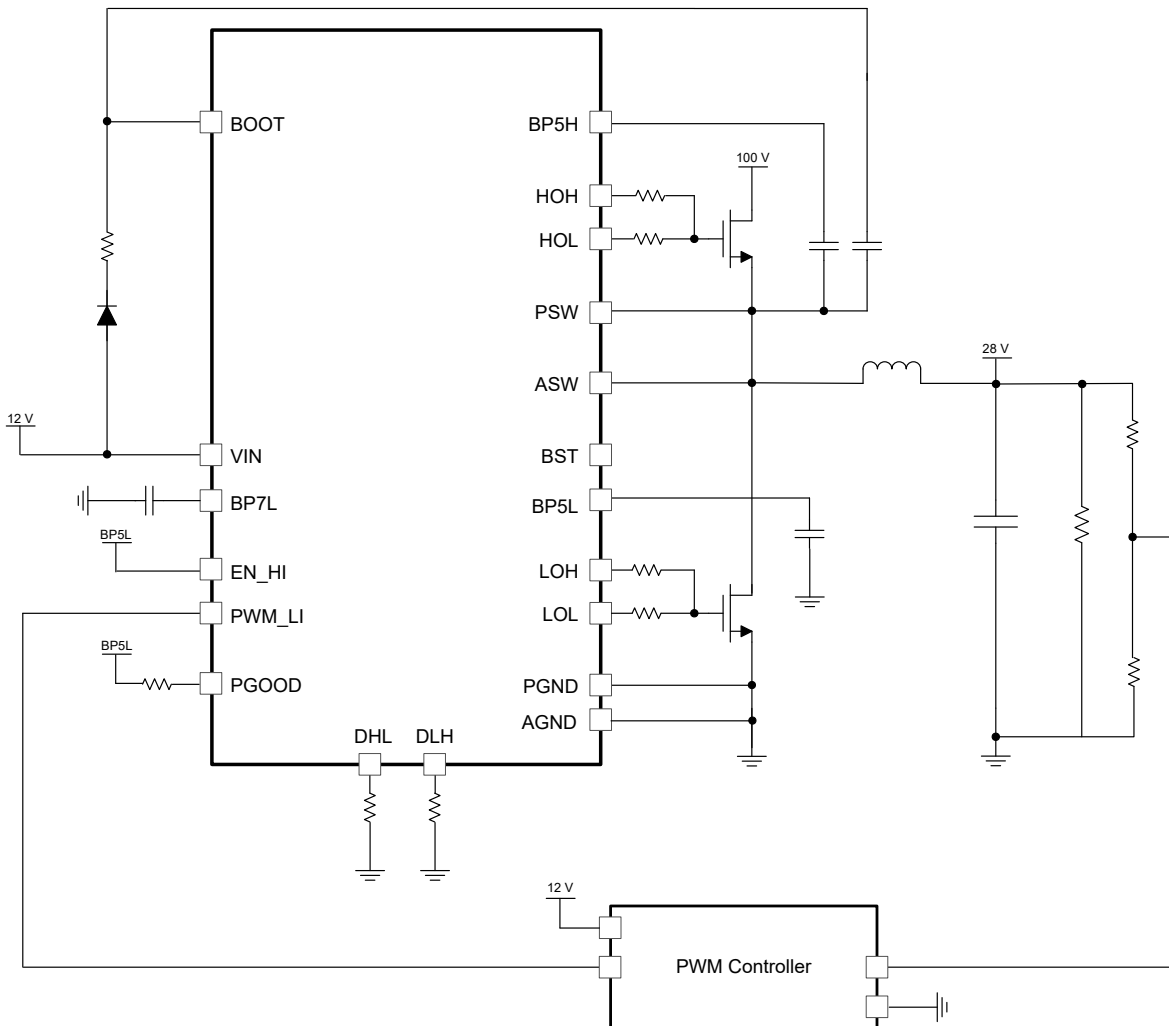 BOOT
BP5H
100 V
HOH
HOL
PSW
ASW
28 V
12 V
VIN
BST
BP7L
BP5L
BP5L
EN_HI
LOH
PWM_LI
LOL
BP5L
PGOOD
PGND
AGND
DHL
DLH
12 V
PWM Controller